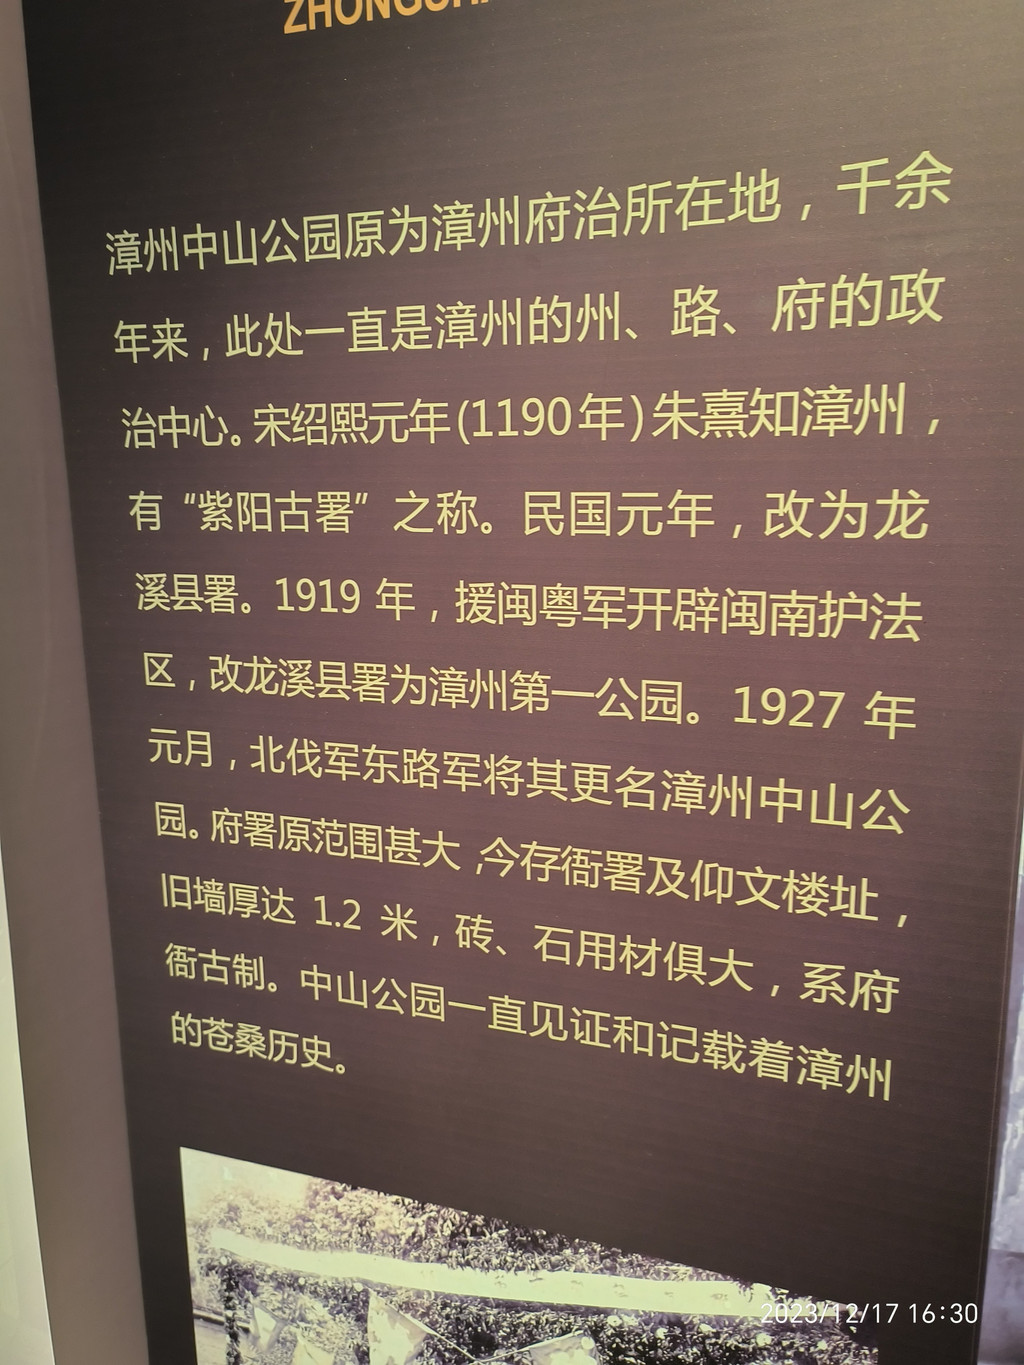 漳州中山公园原为漳州府治所在地，千余
年来，此处一直是漳州的州、路、府的政
治中心。宋绍熙元年(1190年)朱熹知漳州，
有“紫阳古署”之称。民国元年，改为龙
溪县署。1919 年，援闽粤军开辟闽南护法
区，改龙溪县署为漳州第一公园。1927 年
元月，北伐军东路军将其更名漳州中山公
园。府署原范围甚大,今存衙署及仰文楼址，
旧墙厚达 1.2 米，砖、石用材俱大，系府
衙古制。中山公园一直见证和记载着漳州
的苍桑历史。
2023/12/17 16:30